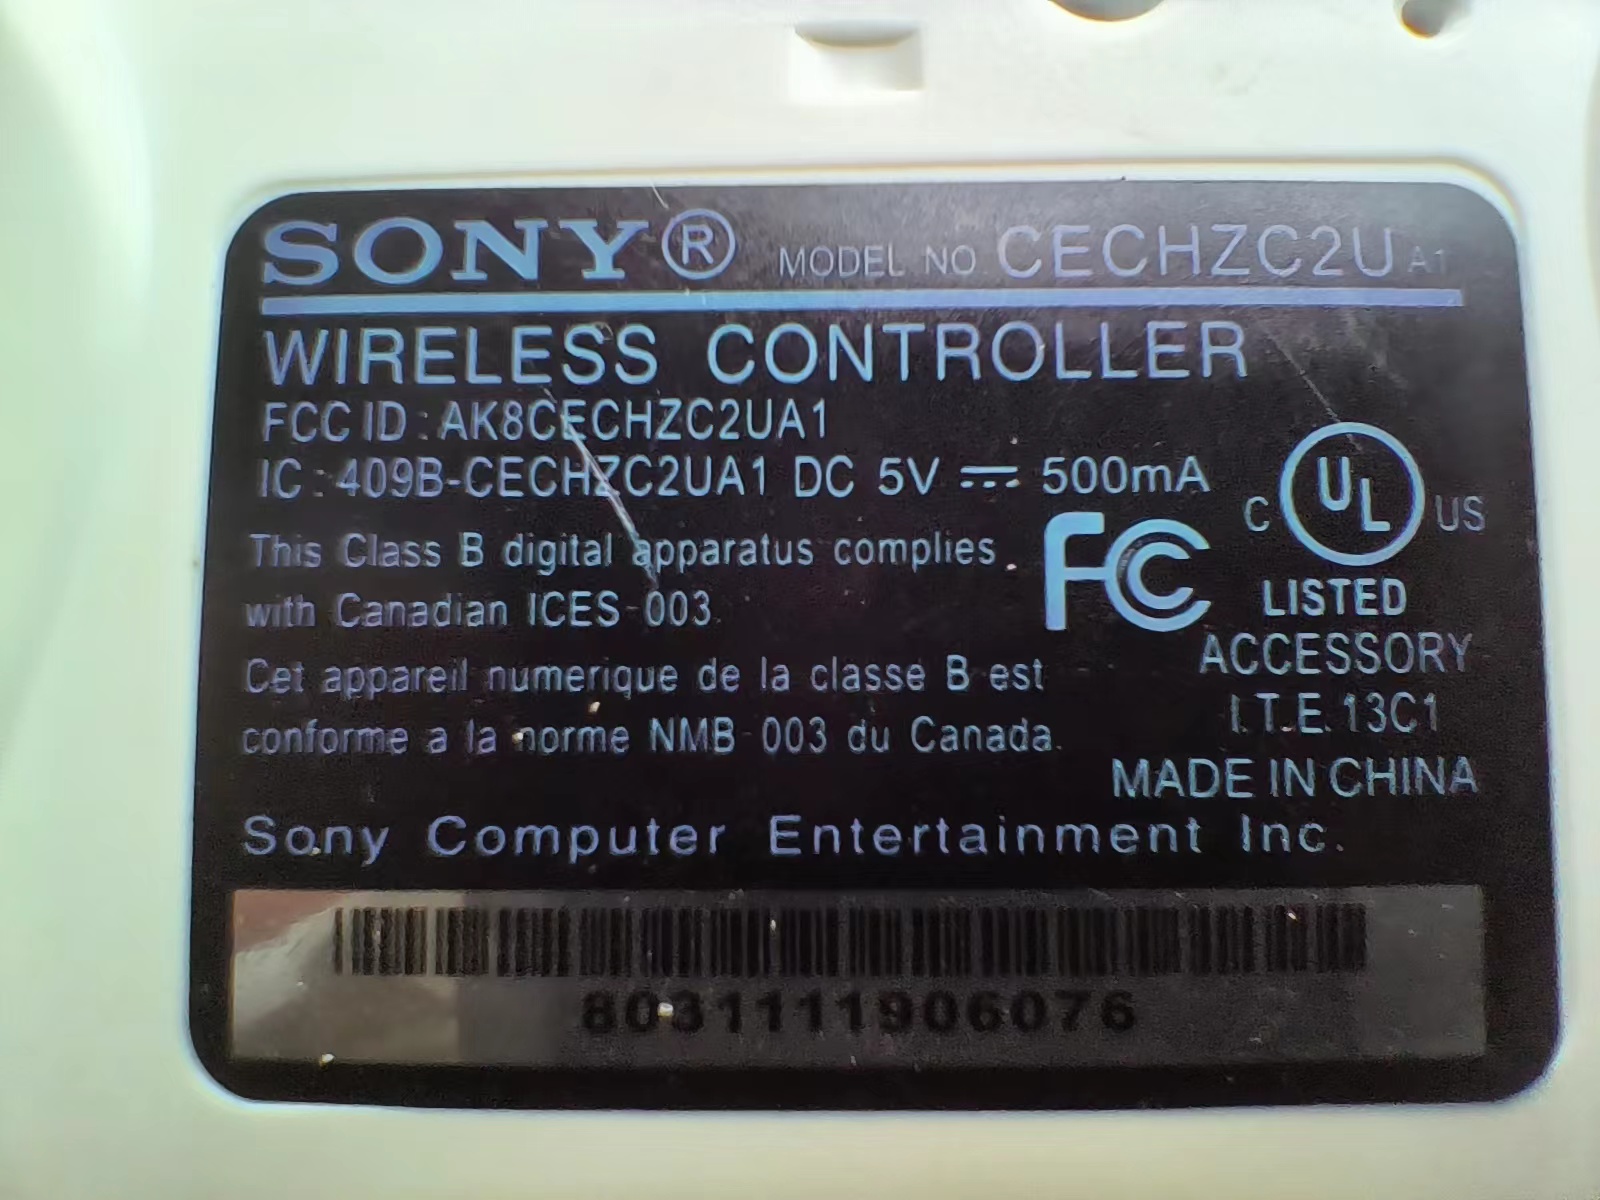 SONY® MODEL NO. CECHZC2U A1
WIRELESS CONTROLLER
FCC ID : AK8CECHZC2UA1
IC : 409B-CECHZC2UA1 DC 5V ⎓ 500mA
This Class B digital apparatus complies
with Canadian ICES-003.
Cet appareil numerique de la classe B est
conforme a la norme NMB-003 du Canada.
FC
C UL US
LISTED
ACCESSORY
I.T.E. 13C1
MADE IN CHINA
Sony Computer Entertainment Inc.
8031111906076